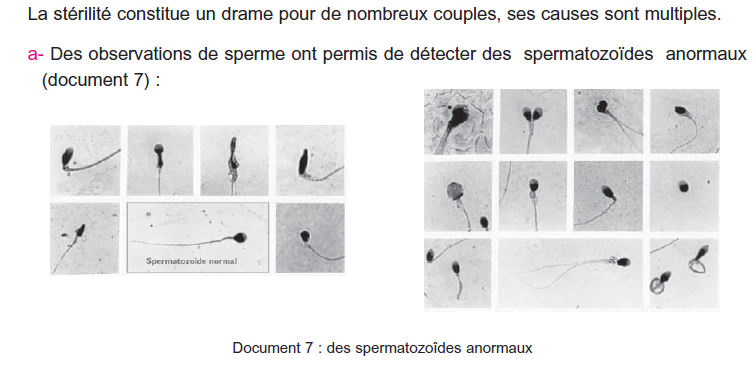 La stérilité constitue un drame pour de nombreux couples, ses causes sont multiples.
a- Des observations de sperme ont permis de détecter des spermatozoïdes anormaux
(document 7) :
Spermatozoïde normal
Document 7 : des spermatozoîdes anormaux